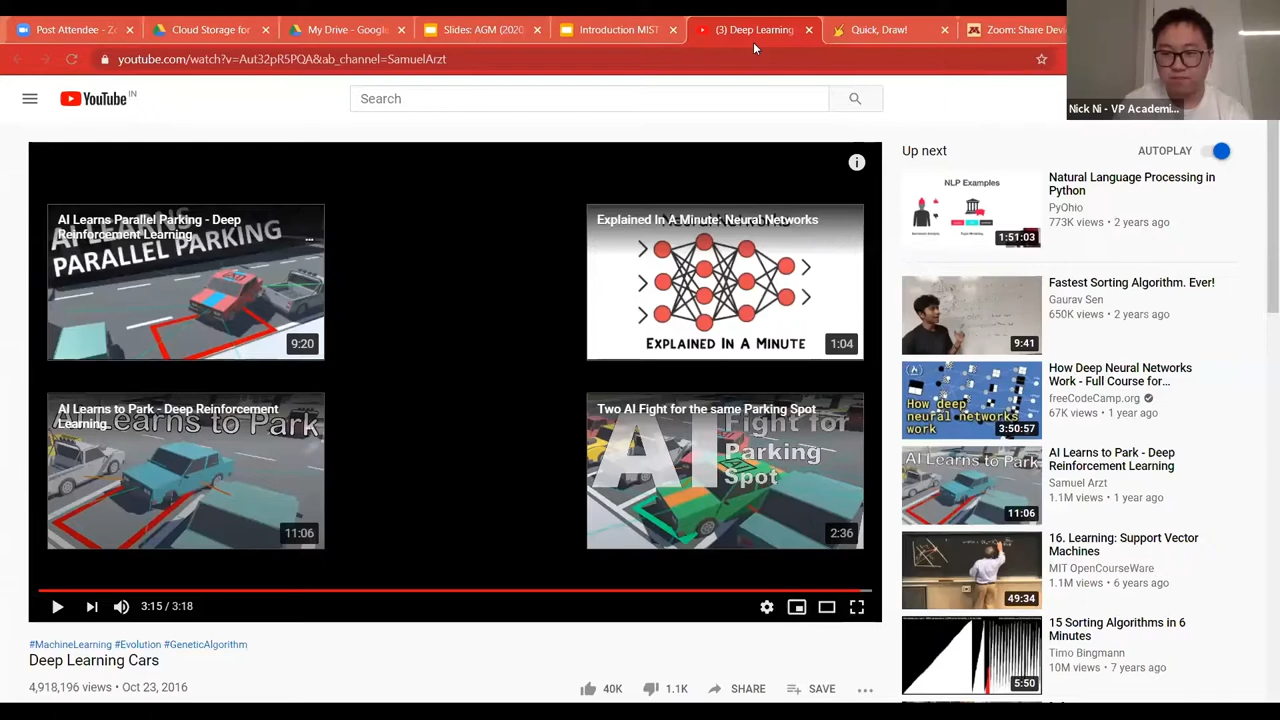 Post Attendee - Zo
Cloud Storage for
My Drive - Google
Slides: AGM (2020
Introduction MIST
(3) Deep Learning
Quick, Draw!
Zoom: Share Devi
youtube.com/watch?v=Aut32pR5PQA&ab_channel=SamuelArzt
Nick Ni - VP Academi...
YouTube IN
Search
AI Learns Parallel Parking - Deep
Reinforcement Learning
PARALLEL PARKING
9:20
Explained In A Minute: Neural Networks
EXPLAINED IN A MINUTE
1:04
AI Learns to Park - Deep Reinforcement
Learning
Learns to Park
11:06
Two AI Fight for the same Parking Spot
AI Fight for
Parking
Spot
2:36
3:15 / 3:18
#MachineLearning #Evolution #GeneticAlgorithm
Deep Learning Cars
4,918,196 views • Oct 23, 2016
40K
1.1K
SHARE
SAVE
Up next
AUTOPLAY
NLP Examples
1:51:03
Natural Language Processing in
Python
PyOhio
773K views • 2 years ago
9:41
Fastest Sorting Algorithm. Ever!
Gaurav Sen
650K views • 2 years ago
How deep
neural networks
work
3:50:57
How Deep Neural Networks
Work - Full Course for...
freeCodeCamp.org
67K views • 1 year ago
AI Learns to Park
11:06
AI Learns to Park - Deep
Reinforcement Learning
Samuel Arzt
1.1M views • 1 year ago
49:34
16. Learning: Support Vector
Machines
MIT OpenCourseWare
1.1M views • 6 years ago
5:50
15 Sorting Algorithms in 6
Minutes
Timo Bingmann
10M views • 7 years ago